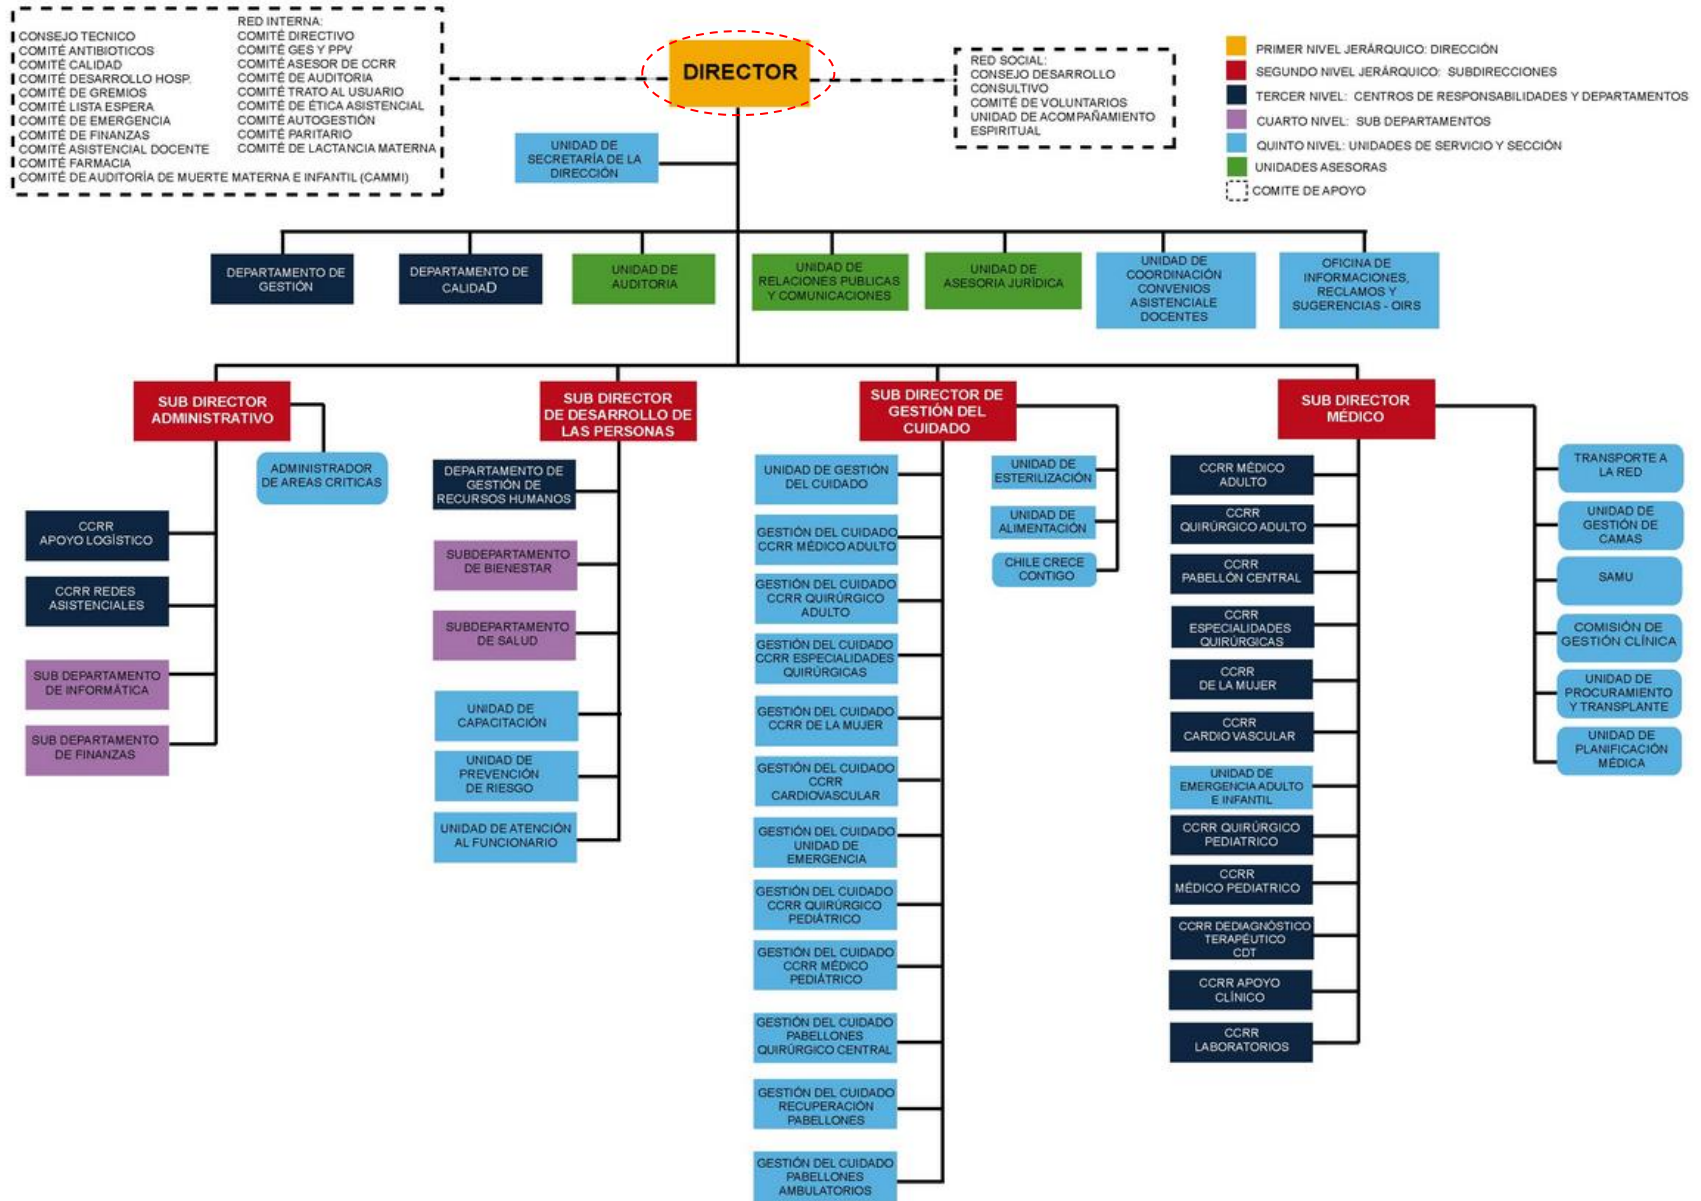 RED INTERNA:
CONSEJO TECNICO
COMITÉ DIRECTIVO
COMITÉ ANTIBIOTICOS
COMITÉ GES Y PPV
COMITÉ CALIDAD
COMITÉ ASESOR DE CCRR
COMITÉ DESARROLLO HOSP.
COMITÉ DE AUDITORIA
COMITÉ DE GREMIOS
COMITÉ TRATO AL USUARIO
COMITÉ LISTA ESPERA
COMITÉ DE ÉTICA ASISTENCIAL
COMITÉ DE EMERGENCIA
COMITÉ AUTOGESTIÓN
COMITÉ DE FINANZAS
COMITÉ PARITARIO
COMITÉ ASISTENCIAL DOCENTE
COMITÉ DE LACTANCIA MATERNA
COMITÉ FARMACIA
COMITÉ DE AUDITORÍA DE MUERTE MATERNA E INFANTIL (CAMMI)
DIRECTOR
RED SOCIAL:
CONSEJO DESARROLLO
CONSULTIVO
COMITÉ DE VOLUNTARIOS
UNIDAD DE ACOMPAÑAMIENTO
ESPIRITUAL
PRIMER NIVEL JERÁRQUICO: DIRECCIÓN
SEGUNDO NIVEL JERÁRQUICO: SUBDIRECCIONES
TERCER NIVEL: CENTROS DE RESPONSABILIDADES Y DEPARTAMENTOS
CUARTO NIVEL: SUB DEPARTAMENTOS
QUINTO NIVEL: UNIDADES DE SERVICIO Y SECCIÓN
UNIDADES ASESORAS
COMITE DE APOYO
UNIDAD DE
SECRETARÍA DE LA
DIRECCIÓN
DEPARTAMENTO DE
GESTIÓN
DEPARTAMENTO DE
CALIDAD
UNIDAD DE
AUDITORIA
UNIDAD DE
RELACIONES PUBLICAS
Y COMUNICACIONES
UNIDAD DE
ASESORIA JURÍDICA
UNIDAD DE
COORDINACIÓN
CONVENIOS
ASISTENCIALE
DOCENTES
OFICINA DE
INFORMACIONES,
RECLAMOS Y
SUGERENCIAS - OIRS
SUB DIRECTOR
ADMINISTRATIVO
ADMINISTRADOR
DE AREAS CRITICAS
CCRR
APOYO LOGÍSTICO
CCRR REDES
ASISTENCIALES
SUB DEPARTAMENTO
DE INFORMÁTICA
SUB DEPARTAMENTO
DE FINANZAS
SUB DIRECTOR
DE DESARROLLO DE
LAS PERSONAS
DEPARTAMENTO DE
GESTIÓN DE
RECURSOS HUMANOS
SUBDEPARTAMENTO
DE BIENESTAR
SUBDEPARTAMENTO
DE SALUD
UNIDAD DE
CAPACITACIÓN
UNIDAD DE
PREVENCIÓN
DE RIESGO
UNIDAD DE ATENCIÓN
AL FUNCIONARIO
SUB DIRECTOR DE
GESTIÓN DEL
CUIDADO
UNIDAD DE GESTIÓN
DEL CUIDADO
GESTIÓN DEL CUIDADO
CCRR MÉDICO ADULTO
GESTIÓN DEL CUIDADO
CCRR QUIRÚRGICO
ADULTO
GESTIÓN DEL CUIDADO
CCRR ESPECIALIDADES
QUIRÚRGICAS
GESTIÓN DEL CUIDADO
CCRR DE LA MUJER
GESTIÓN DEL CUIDADO
CCRR
CARDIOVASCULAR
GESTIÓN DEL CUIDADO
UNIDAD DE
EMERGENCIA
GESTIÓN DEL CUIDADO
CCRR QUIRÚRGICO
PEDIÁTRICO
GESTIÓN DEL CUIDADO
CCRR MÉDICO
PEDIÁTRICO
GESTIÓN DEL CUIDADO
PABELLONES
QUIRÚRGICO CENTRAL
GESTIÓN DEL CUIDADO
RECUPERACIÓN
PABELLONES
GESTIÓN DEL CUIDADO
PABELLONES
AMBULATORIOS
UNIDAD DE
ESTERILIZACIÓN
UNIDAD DE
ALIMENTACIÓN
CHILE CRECE
CONTIGO
SUB DIRECTOR
MÉDICO
CCRR MÉDICO
ADULTO
CCRR
QUIRÚRGICO ADULTO
CCRR
PABELLÓN CENTRAL
CCRR
ESPECIALIDADES
QUIRÚRGICAS
CCRR
DE LA MUJER
CCRR
CARDIO VASCULAR
UNIDAD DE
EMERGENCIA ADULTO
E INFANTIL
CCRR QUIRÚRGICO
PEDIATRICO
CCRR
MÉDICO PEDIATRICO
CCRR DEDIAGNÓSTICO
TERAPÉUTICO
CDT
CCRR APOYO
CLÍNICO
CCRR
LABORATORIOS
TRANSPORTE A
LA RED
UNIDAD DE
GESTIÓN DE
CAMAS
SAMU
COMISIÓN DE
GESTIÓN CLÍNICA
UNIDAD DE
PROCURAMIENTO
Y TRANSPLANTE
UNIDAD DE
PLANIFICACIÓN
MÉDICA